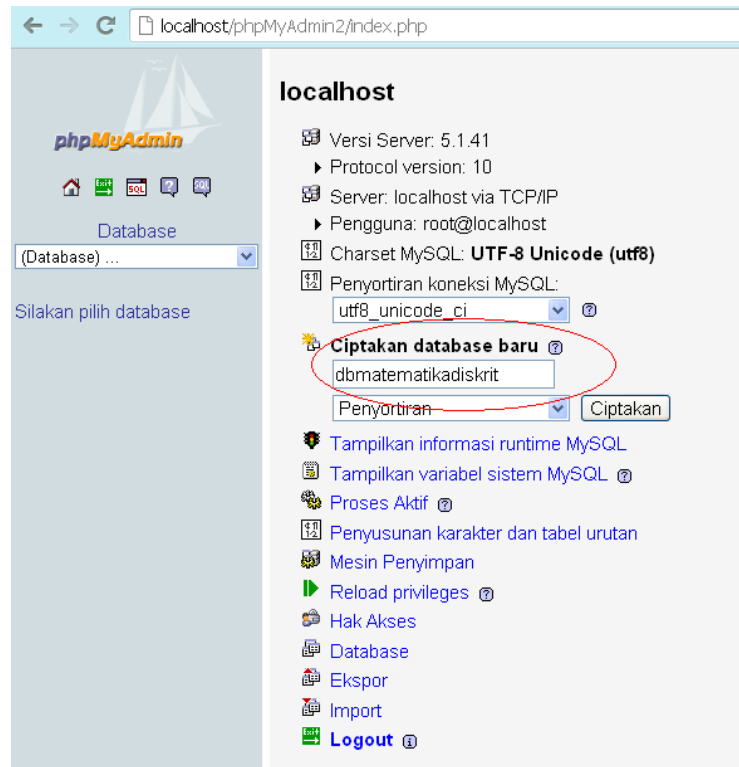 localhost/phpMyAdmin2/index.php
phpMyAdmin
Exit SQL ? SQL
Database
(Database) ...
Silakan pilih database
localhost
Versi Server: 5.1.41
Protocol version: 10
Server: localhost via TCP/IP
Pengguna: root@localhost
Charset MySQL: UTF-8 Unicode (utf8)
Penyortiran koneksi MySQL:
utf8_unicode_ci
Ciptakan database baru
dbmatematikadiskrit
Penyortiran Ciptakan
Tampilkan informasi runtime MySQL
Tampilkan variabel sistem MySQL
Proses Aktif
Penyusunan karakter dan tabel urutan
Mesin Penyimpan
Reload privileges
Hak Akses
Database
Ekspor
Import
Logout